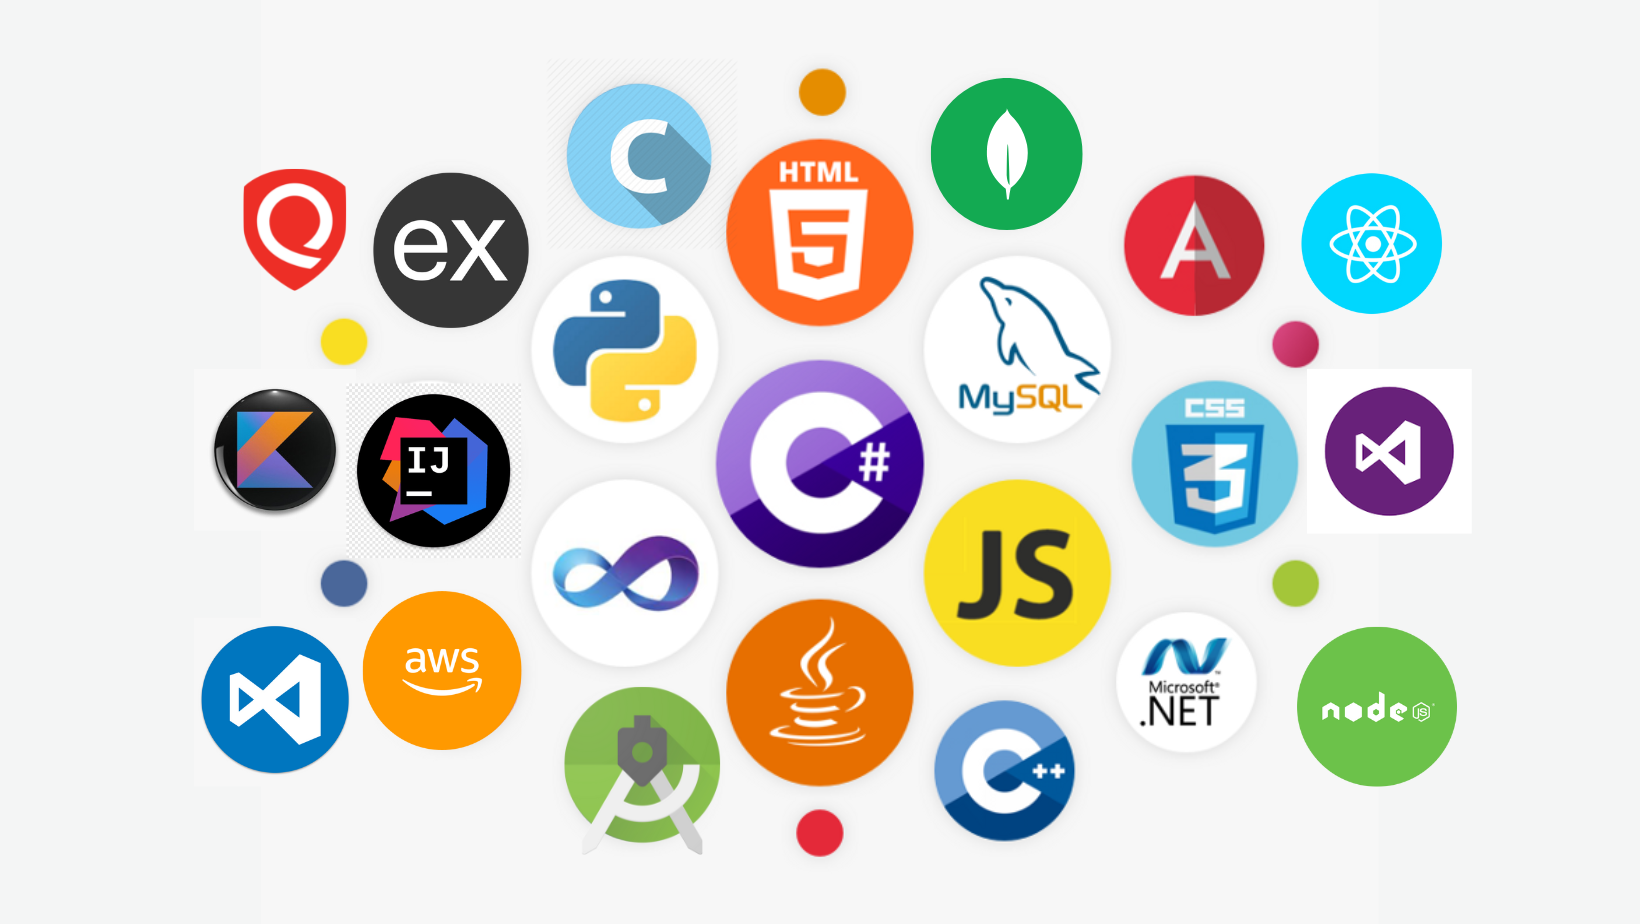 C
HTML
5
ex
A
MySQL
C#
CSS
3
IJ
JS
aws
Microsoft®
.NET
node
JS
C++